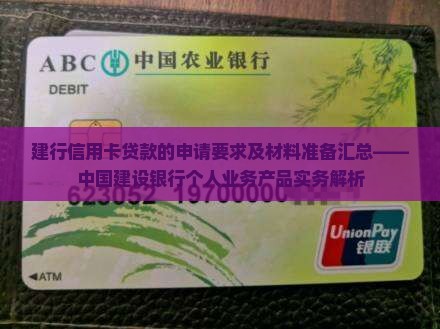 ABC 中国农业银行
DEBIT
建行信用卡贷款的申请要求及材料准备汇总——
中国建设银行个人业务产品实务解析
623052 19700000
UnionPay
银联
◄ATM